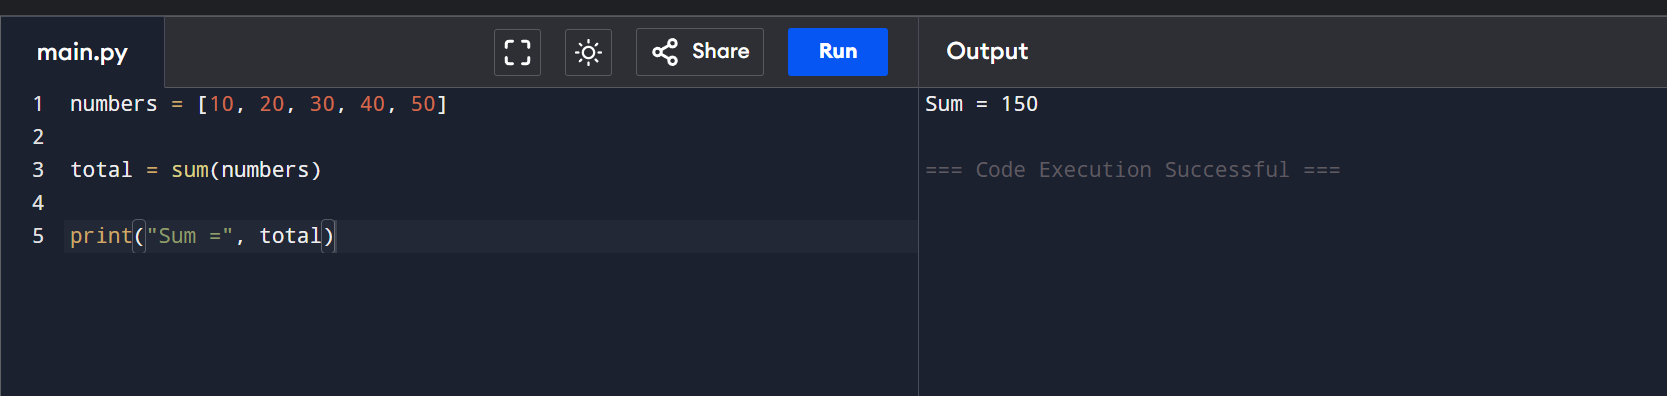 main.py Share Run Output
1 numbers = [10, 20, 30, 40, 50]
2
3 total = sum(numbers)
4
5 print("Sum =", total)
Sum = 150
=== Code Execution Successful ===